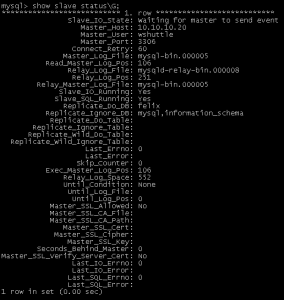 mysql> show slave status\G;
*************************** 1. row ***************************
Slave_IO_State: Waiting for master to send event
Master_Host: 10.10.10.20
Master_User: wshuttle
Master_Port: 3306
Connect_Retry: 60
Master_Log_File: mysql-bin.000005
Read_Master_Log_Pos: 106
Relay_Log_File: mysqld-relay-bin.000008
Relay_Log_Pos: 251
Relay_Master_Log_File: mysql-bin.000005
Slave_IO_Running: Yes
Slave_SQL_Running: Yes
Replicate_Do_DB: felix
Replicate_Ignore_DB: mysql,information_schema
Replicate_Do_Table:
Replicate_Ignore_Table:
Replicate_Wild_Do_Table:
Replicate_Wild_Ignore_Table:
Last_Errno: 0
Last_Error:
Skip_Counter: 0
Exec_Master_Log_Pos: 106
Relay_Log_Space: 552
Until_Condition: None
Until_Log_File:
Until_Log_Pos: 0
Master_SSL_Allowed: No
Master_SSL_CA_File:
Master_SSL_CA_Path:
Master_SSL_Cert:
Master_SSL_Cipher:
Master_SSL_Key:
Seconds_Behind_Master: 0
Master_SSL_Verify_Server_Cert: No
Last_IO_Errno: 0
Last_IO_Error:
Last_SQL_Errno: 0
Last_SQL_Error:
1 row in set (0.00 sec)